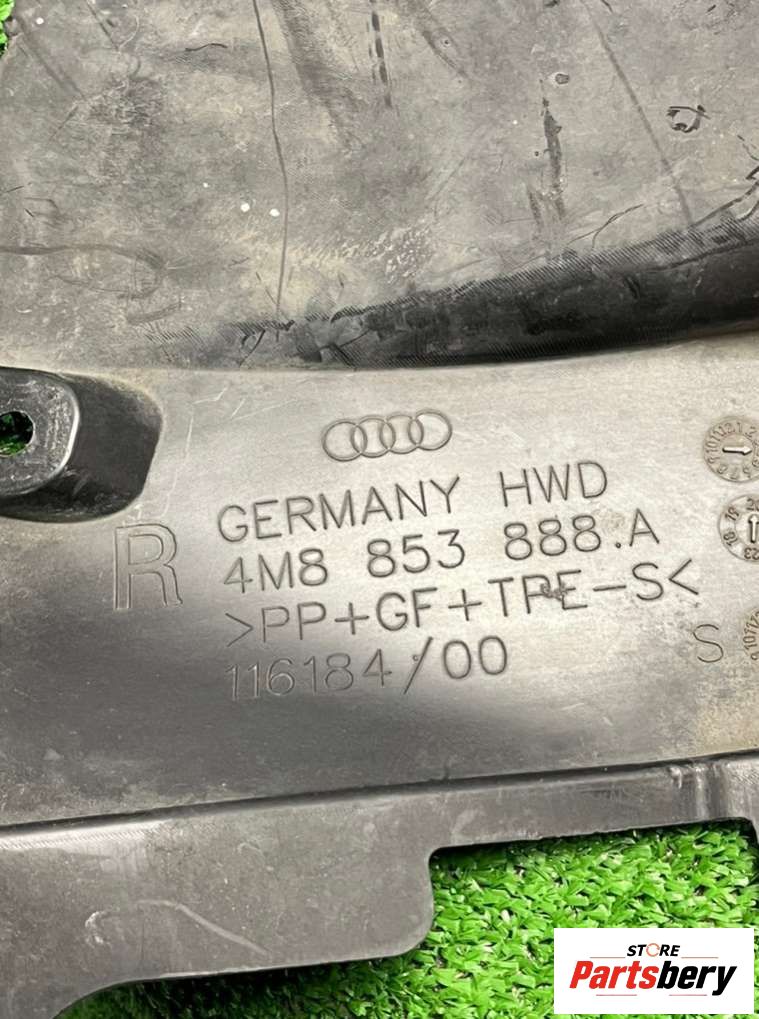 GERMANY HWD
R
4M8 853 888.A
>PP+GF+TPE-S<
116184/00
S
STORE
Partsbery